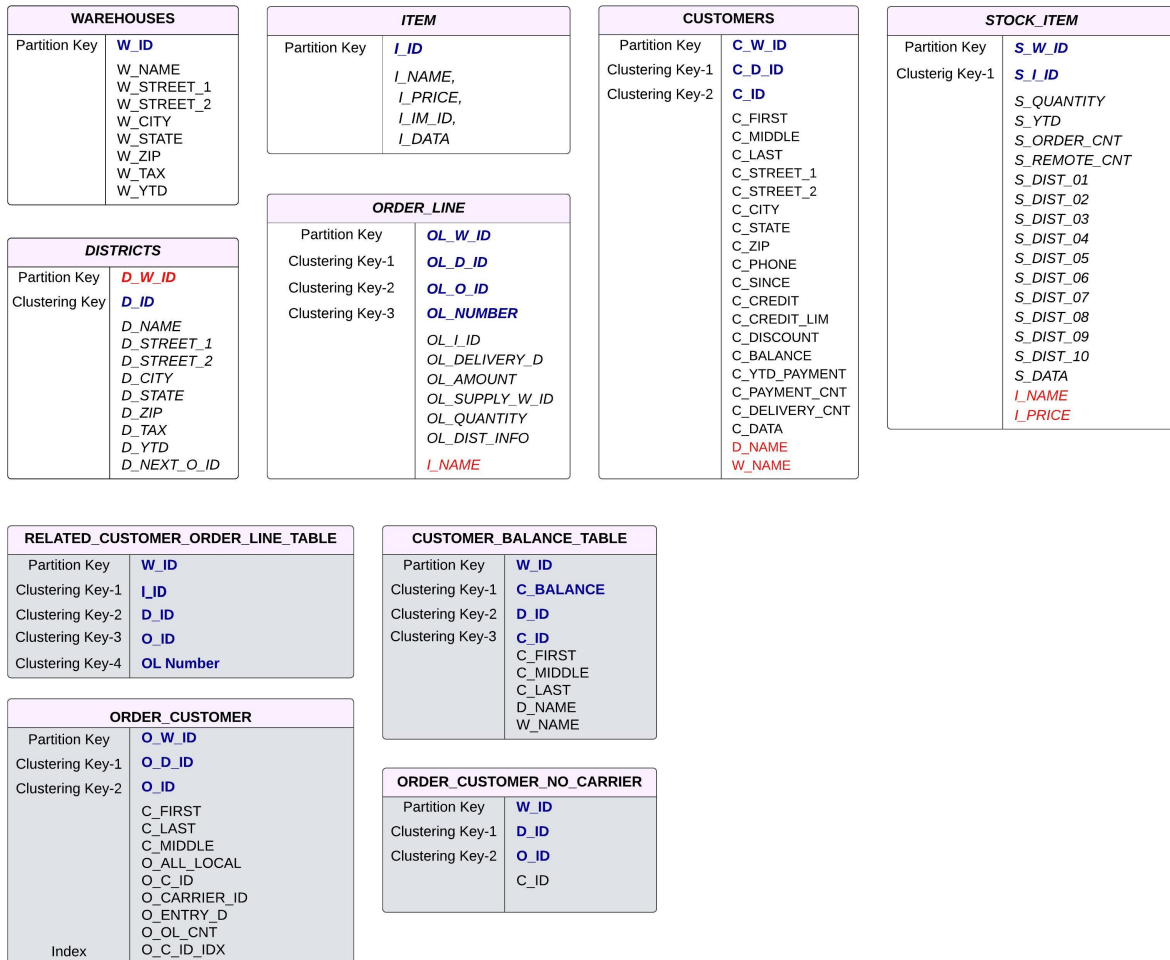 WAREHOUSES
Partition Key W_ID
W_NAME
W_STREET_1
W_STREET_2
W_CITY
W_STATE
W_ZIP
W_TAX
W_YTD
ITEM
Partition Key I_ID
I_NAME,
I_PRICE,
I_IM_ID,
I_DATA
CUSTOMERS
Partition Key C_W_ID
Clustering Key-1 C_D_ID
Clustering Key-2 C_ID
C_FIRST
C_MIDDLE
C_LAST
C_STREET_1
C_STREET_2
C_CITY
C_STATE
C_ZIP
C_PHONE
C_SINCE
C_CREDIT
C_CREDIT_LIM
C_DISCOUNT
C_BALANCE
C_YTD_PAYMENT
C_PAYMENT_CNT
C_DELIVERY_CNT
C_DATA
D_NAME
W_NAME
STOCK_ITEM
Partition Key S_W_ID
Clusterig Key-1 S_I_ID
S_QUANTITY
S_YTD
S_ORDER_CNT
S_REMOTE_CNT
S_DIST_01
S_DIST_02
S_DIST_03
S_DIST_04
S_DIST_05
S_DIST_06
S_DIST_07
S_DIST_08
S_DIST_09
S_DIST_10
S_DATA
I_NAME
I_PRICE
DISTRICTS
Partition Key D_W_ID
Clustering Key D_ID
D_NAME
D_STREET_1
D_STREET_2
D_CITY
D_STATE
D_ZIP
D_TAX
D_YTD
D_NEXT_O_ID
ORDER_LINE
Partition Key OL_W_ID
Clustering Key-1 OL_D_ID
Clustering Key-2 OL_O_ID
Clustering Key-3 OL_NUMBER
OL_I_ID
OL_DELIVERY_D
OL_AMOUNT
OL_SUPPLY_W_ID
OL_QUANTITY
OL_DIST_INFO
I_NAME
RELATED_CUSTOMER_ORDER_LINE_TABLE
Partition Key W_ID
Clustering Key-1 I_ID
Clustering Key-2 D_ID
Clustering Key-3 O_ID
Clustering Key-4 OL Number
CUSTOMER_BALANCE_TABLE
Partition Key W_ID
Clustering Key-1 C_BALANCE
Clustering Key-2 D_ID
Clustering Key-3 C_ID
C_FIRST
C_MIDDLE
C_LAST
D_NAME
W_NAME
ORDER_CUSTOMER
Partition Key O_W_ID
Clustering Key-1 O_D_ID
Clustering Key-2 O_ID
C_FIRST
C_LAST
C_MIDDLE
O_ALL_LOCAL
O_C_ID
O_CARRIER_ID
O_ENTRY_D
O_OL_CNT
Index O_C_ID_IDX
ORDER_CUSTOMER_NO_CARRIER
Partition Key W_ID
Clustering Key-1 D_ID
Clustering Key-2 O_ID
C_ID